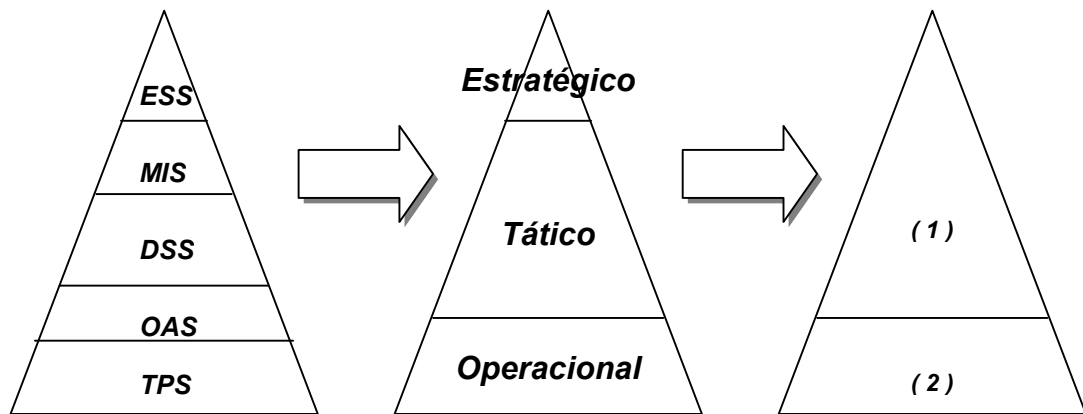 ESS
MIS
DSS
OAS
TPS
Estratégico
Tático
Operacional
( 1 )
( 2 )